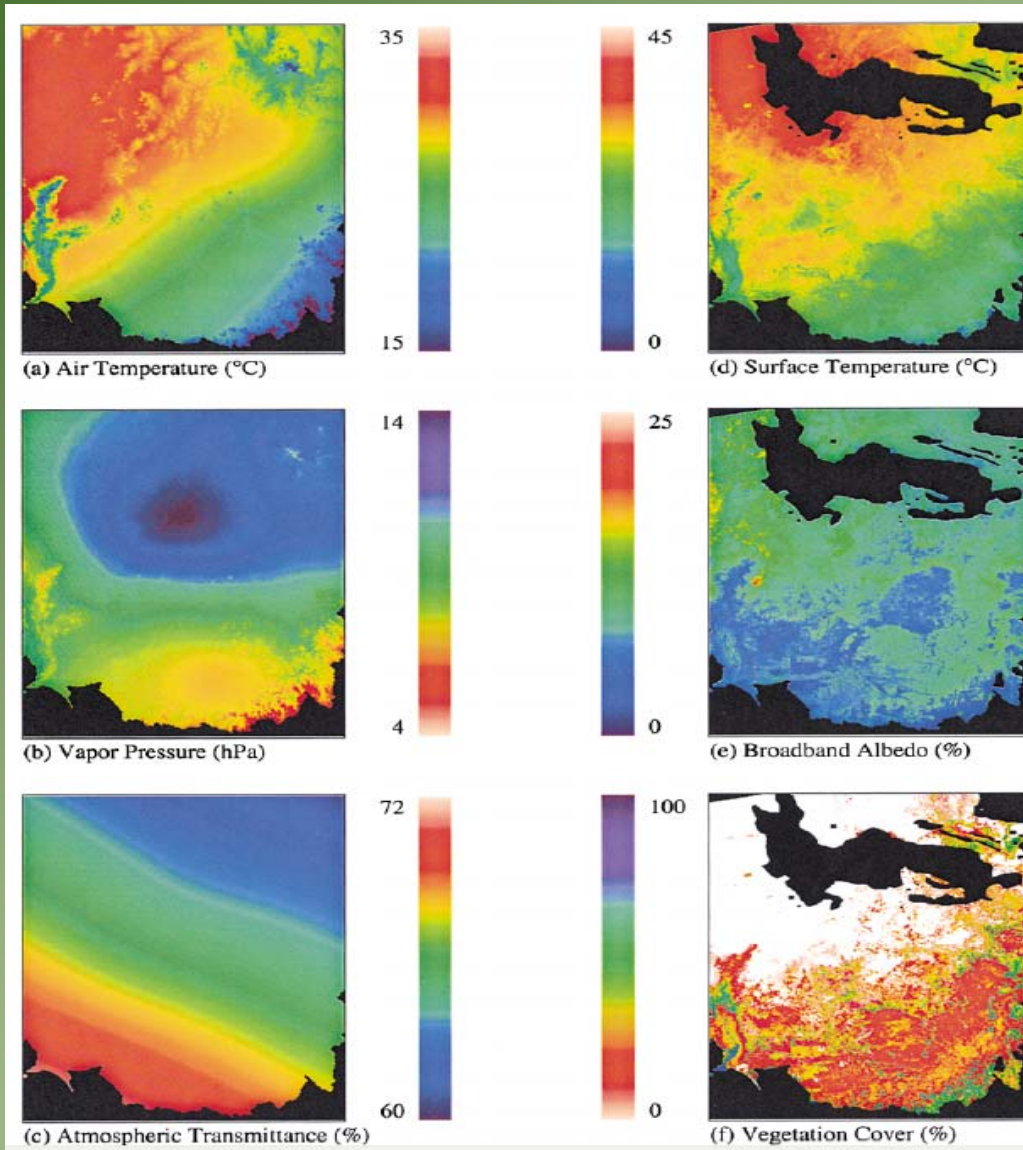 35
45
15
0
(a) Air Temperature (°C)
(d) Surface Temperature (°C)
14
25
4
0
(b) Vapor Pressure (hPa)
(e) Broadband Albedo (%)
72
100
60
0
(c) Atmospheric Transmittance (%)
(f) Vegetation Cover (%)